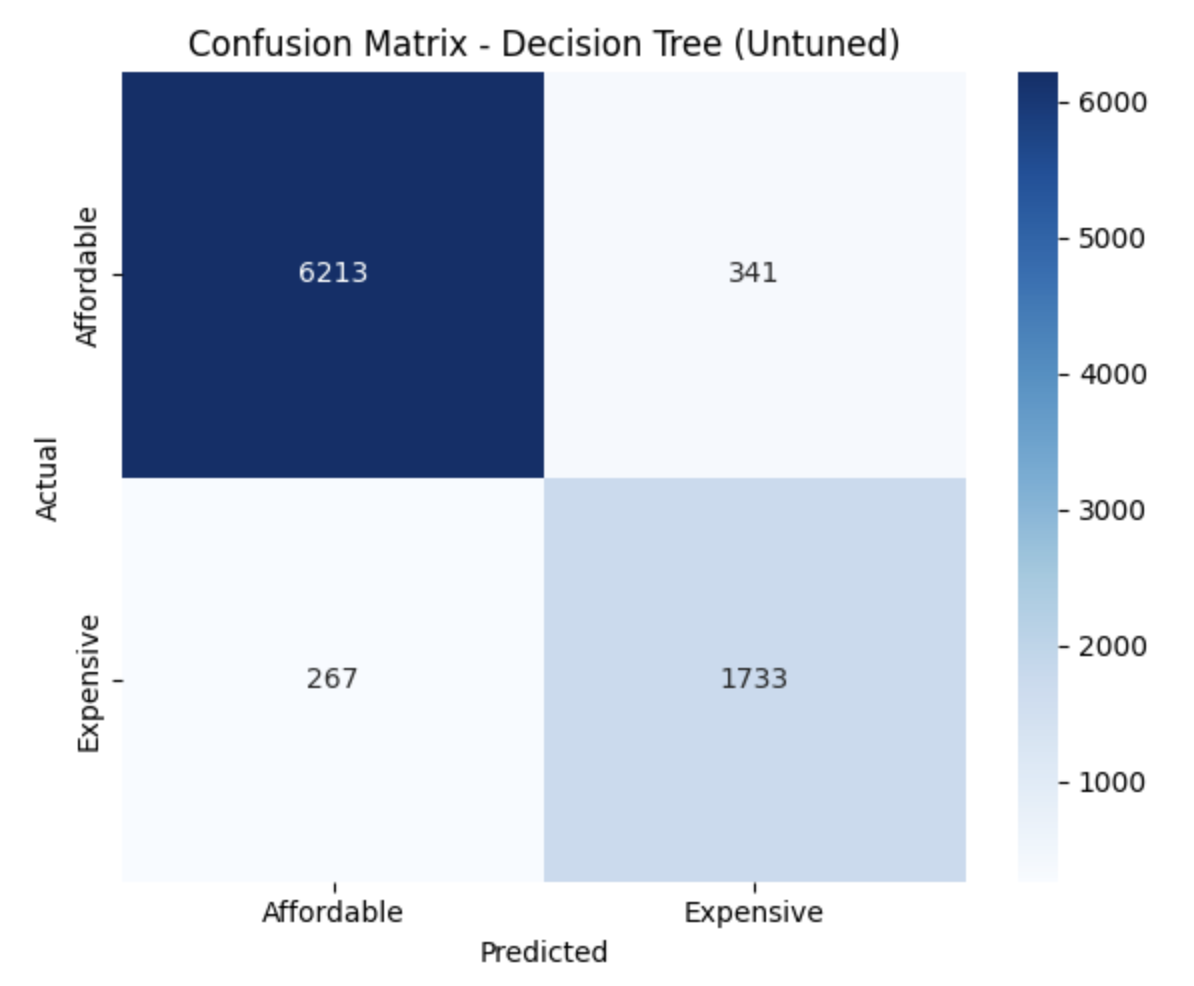 Confusion Matrix - Decision Tree (Untuned)
Actual
Affordable
6213
341
Expensive
267
1733
Affordable
Expensive
Predicted
6000
5000
4000
3000
2000
1000